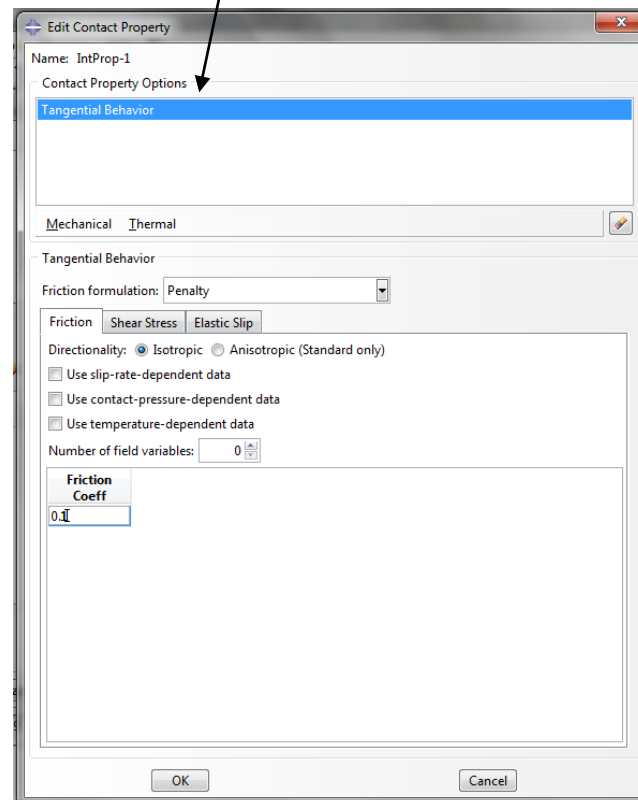 Edit Contact Property
Name: IntProp-1
Contact Property Options
Tangential Behavior
Mechanical Thermal
Tangential Behavior
Friction formulation: Penalty
Friction Shear Stress Elastic Slip
Directionality: Isotropic Anisotropic (Standard only)
Use slip-rate-dependent data
Use contact-pressure-dependent data
Use temperature-dependent data
Number of field variables: 0
Friction
Coeff
0.1
OK Cancel